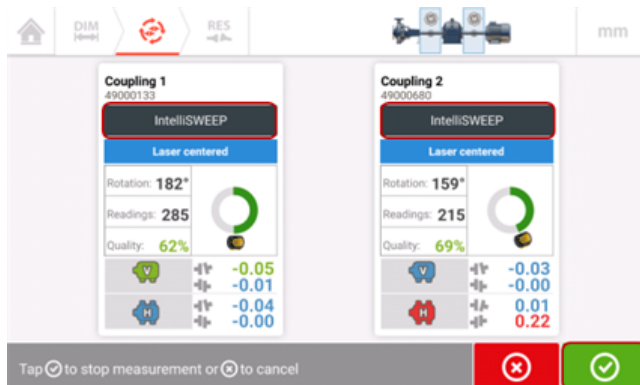 DIM
RES
mm
Coupling 1
49000133
IntelliSWEEP
Laser centered
Rotation: 182°
Readings: 285
Quality: 62%
V
-0.05
-0.01
H
-0.04
-0.00
Coupling 2
49000680
IntelliSWEEP
Laser centered
Rotation: 159°
Readings: 215
Quality: 69%
V
-0.03
-0.00
H
0.01
0.22
Tap to stop measurement or to cancel